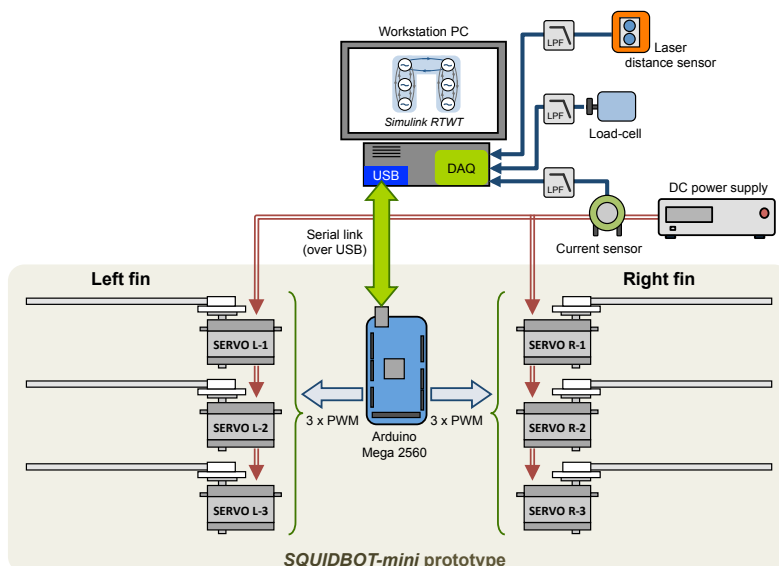 Workstation PC
LPF
Laser
distance sensor
Simulink RTWT
LPF
Load-cell
DAQ
USB
LPF
DC power supply
Serial link
(over USB)
Current sensor
Left fin
Right fin
SERVO L-1
SERVO R-1
SERVO L-2
3 x PWM
3 x PWM
SERVO R-2
Arduino
Mega 2560
SERVO L-3
SERVO R-3
SQUIDBOT-mini prototype